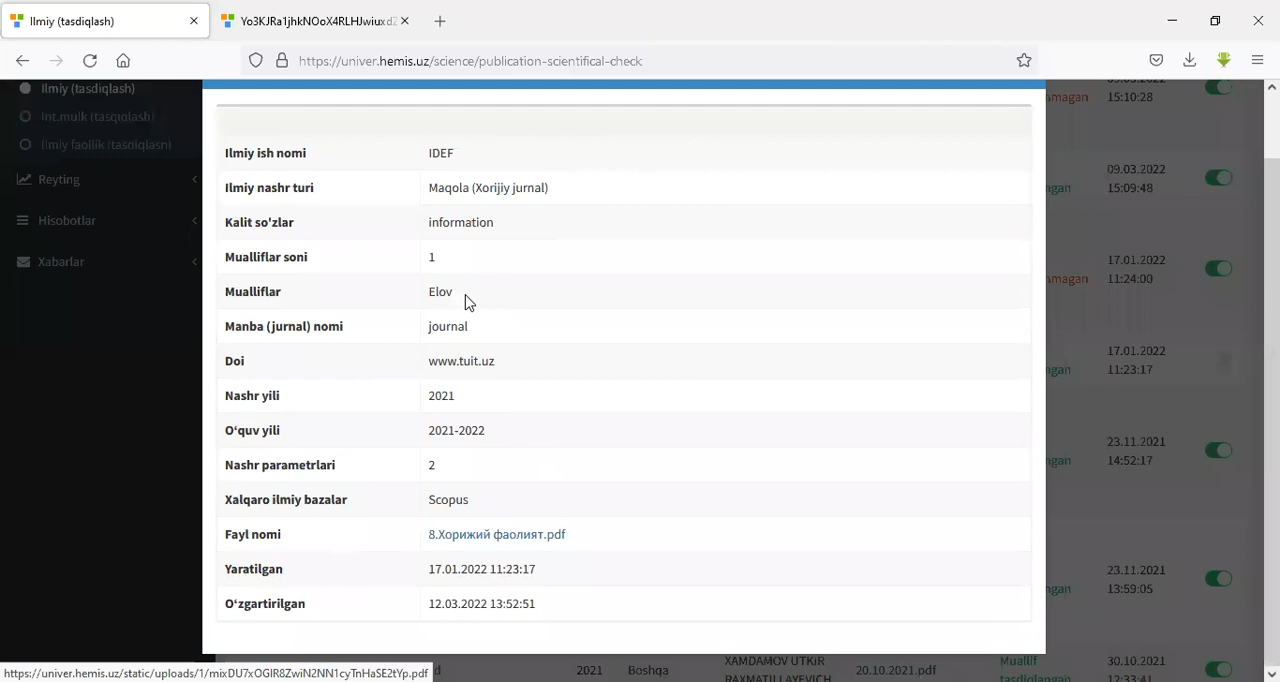 Ilmiy (tasdiqlash)
Yo3KJRa1jhkNOoX4RLHJwiuxdZ
https://univer.hemis.uz/science/publication-scientifical-check
Ilmiy (tasdiqlash)
Int.mulk (tasdiqlash)
Ilmiy faollik (tasdiqlash)
Reyting
Hisobotlar
Xabarlar
Ilmiy ish nomi IDEF
Ilmiy nashr turi Maqola (Xorijiy jurnal)
Kalit so'zlar information
Mualliflar soni 1
Mualliflar Elov
Manba (jurnal) nomi journal
Doi www.tuit.uz
Nashr yili 2021
O‘quv yili 2021-2022
Nashr parametrlari 2
Xalqaro ilmiy bazalar Scopus
Fayl nomi 8.Хорижий фаолият.pdf
Yaratilgan 17.01.2022 11:23:17
O‘zgartirilgan 12.03.2022 13:52:51
15:10:28
09.03.2022
15:09:48
17.01.2022
11:24:00
17.01.2022
11:23:17
23.11.2021
14:52:17
23.11.2021
13:59:05
2021 Boshqa
XAMDAMOV UTKIR
RAXMATILLAYEVICH
20.10.2021.pdf
Muallif
tasdiqlangan
30.10.2021
12:33:41
https://univer.hemis.uz/static/uploads/1/mixDU7xOGIR8ZwiN2NN1cyTnHaSE2tYp.pdf